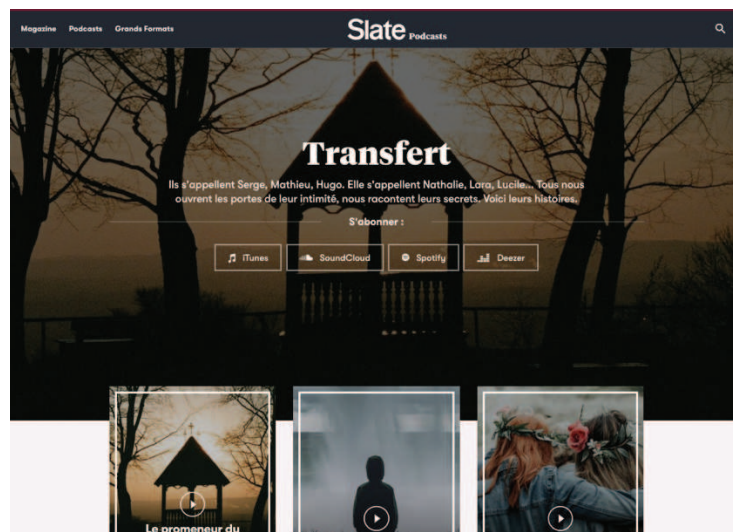 Magazine Podcasts Grands Formats
Slate Podcasts
Transfert
Ils s'appellent Serge, Mathieu, Hugo. Elle s'appellent Nathalie, Lara, Lucile... Tous nous
ouvrent les portes de leur intimité, nous racontent leurs secrets. Voici leurs histoires.
S'abonner :
iTunes SoundCloud Spotify Deezer
Le promeneur du